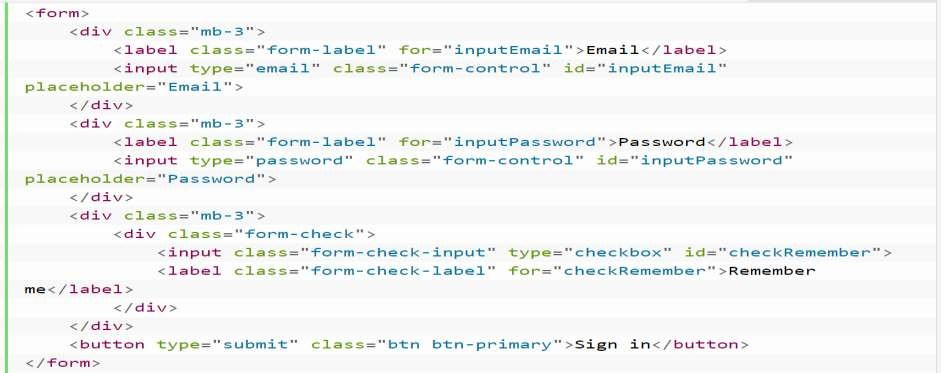 <form>
    <div class="mb-3">
        <label class="form-label" for="inputEmail">Email</label>
        <input type="email" class="form-control" id="inputEmail"
placeholder="Email">
    </div>
    <div class="mb-3">
        <label class="form-label" for="inputPassword">Password</label>
        <input type="password" class="form-control" id="inputPassword"
placeholder="Password">
    </div>
    <div class="mb-3">
        <div class="form-check">
            <input class="form-check-input" type="checkbox" id="checkRemember">
            <label class="form-check-label" for="checkRemember">Remember
me</label>
        </div>
    </div>
    <button type="submit" class="btn btn-primary">Sign in</button>
</form>